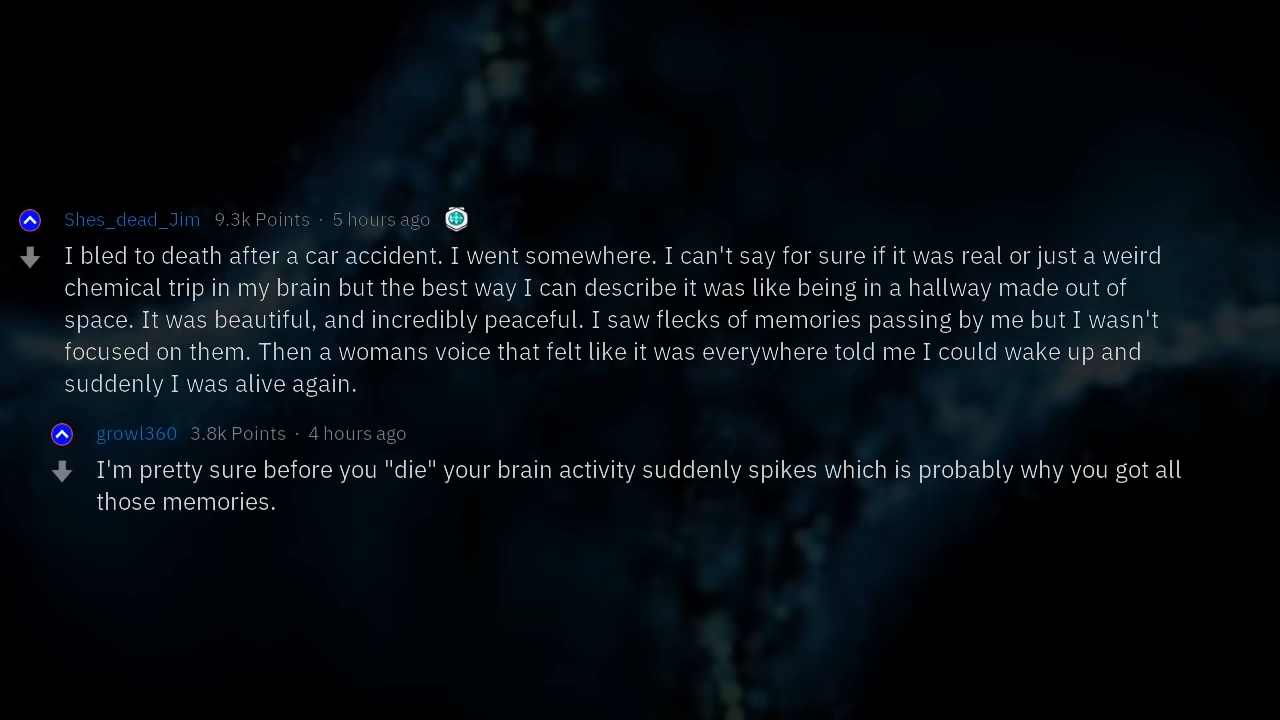 Shes_dead_Jim 9.3k Points · 5 hours ago
I bled to death after a car accident. I went somewhere. I can't say for sure if it was real or just a weird
chemical trip in my brain but the best way I can describe it was like being in a hallway made out of
space. It was beautiful, and incredibly peaceful. I saw flecks of memories passing by me but I wasn't
focused on them. Then a womans voice that felt like it was everywhere told me I could wake up and
suddenly I was alive again.
growl360 3.8k Points · 4 hours ago
I'm pretty sure before you "die" your brain activity suddenly spikes which is probably why you got all
those memories.